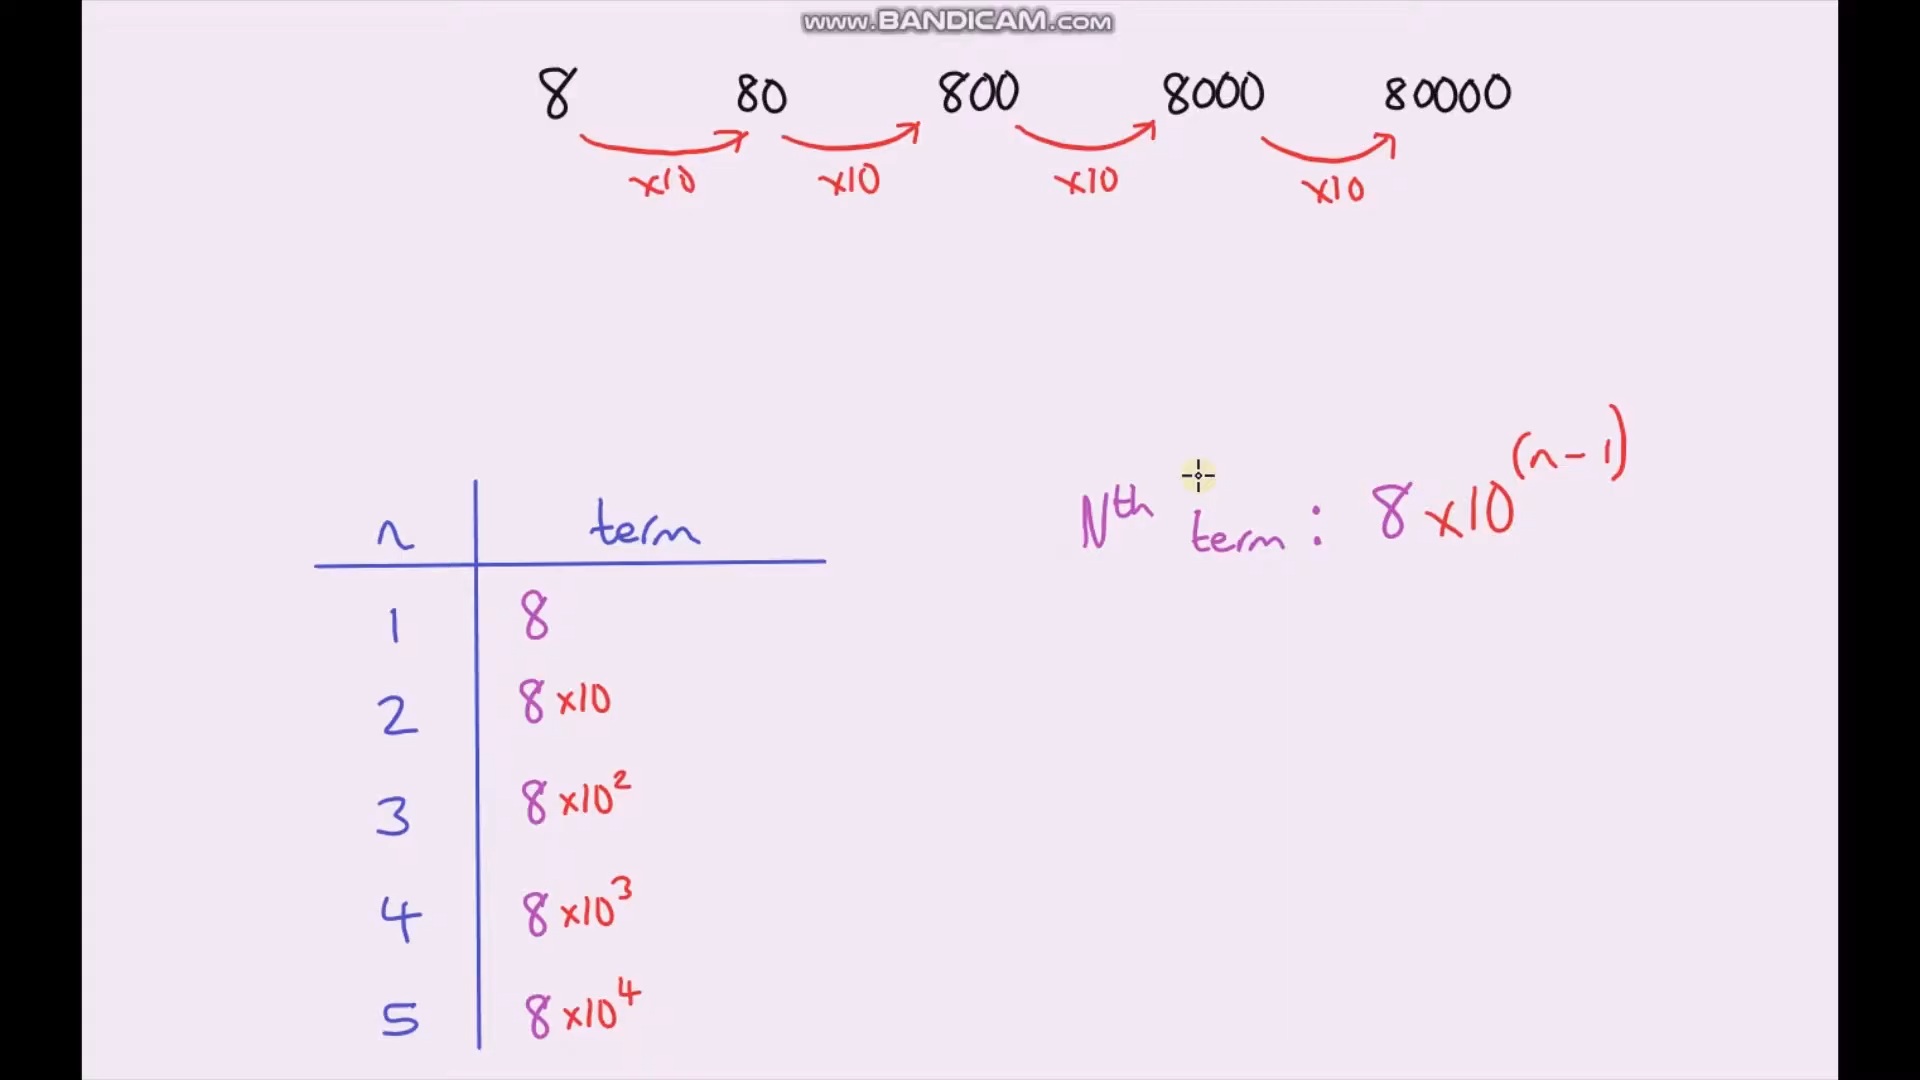 www.BANDICAM.com
8 80 800 8000 80000
x10 x10 x10 x10
n term
1 8
2 8 x10
3 8 x10²
4 8 x10³
5 8 x10⁴
Nᵗʰ term : 8 x10⁽ⁿ⁻¹⁾